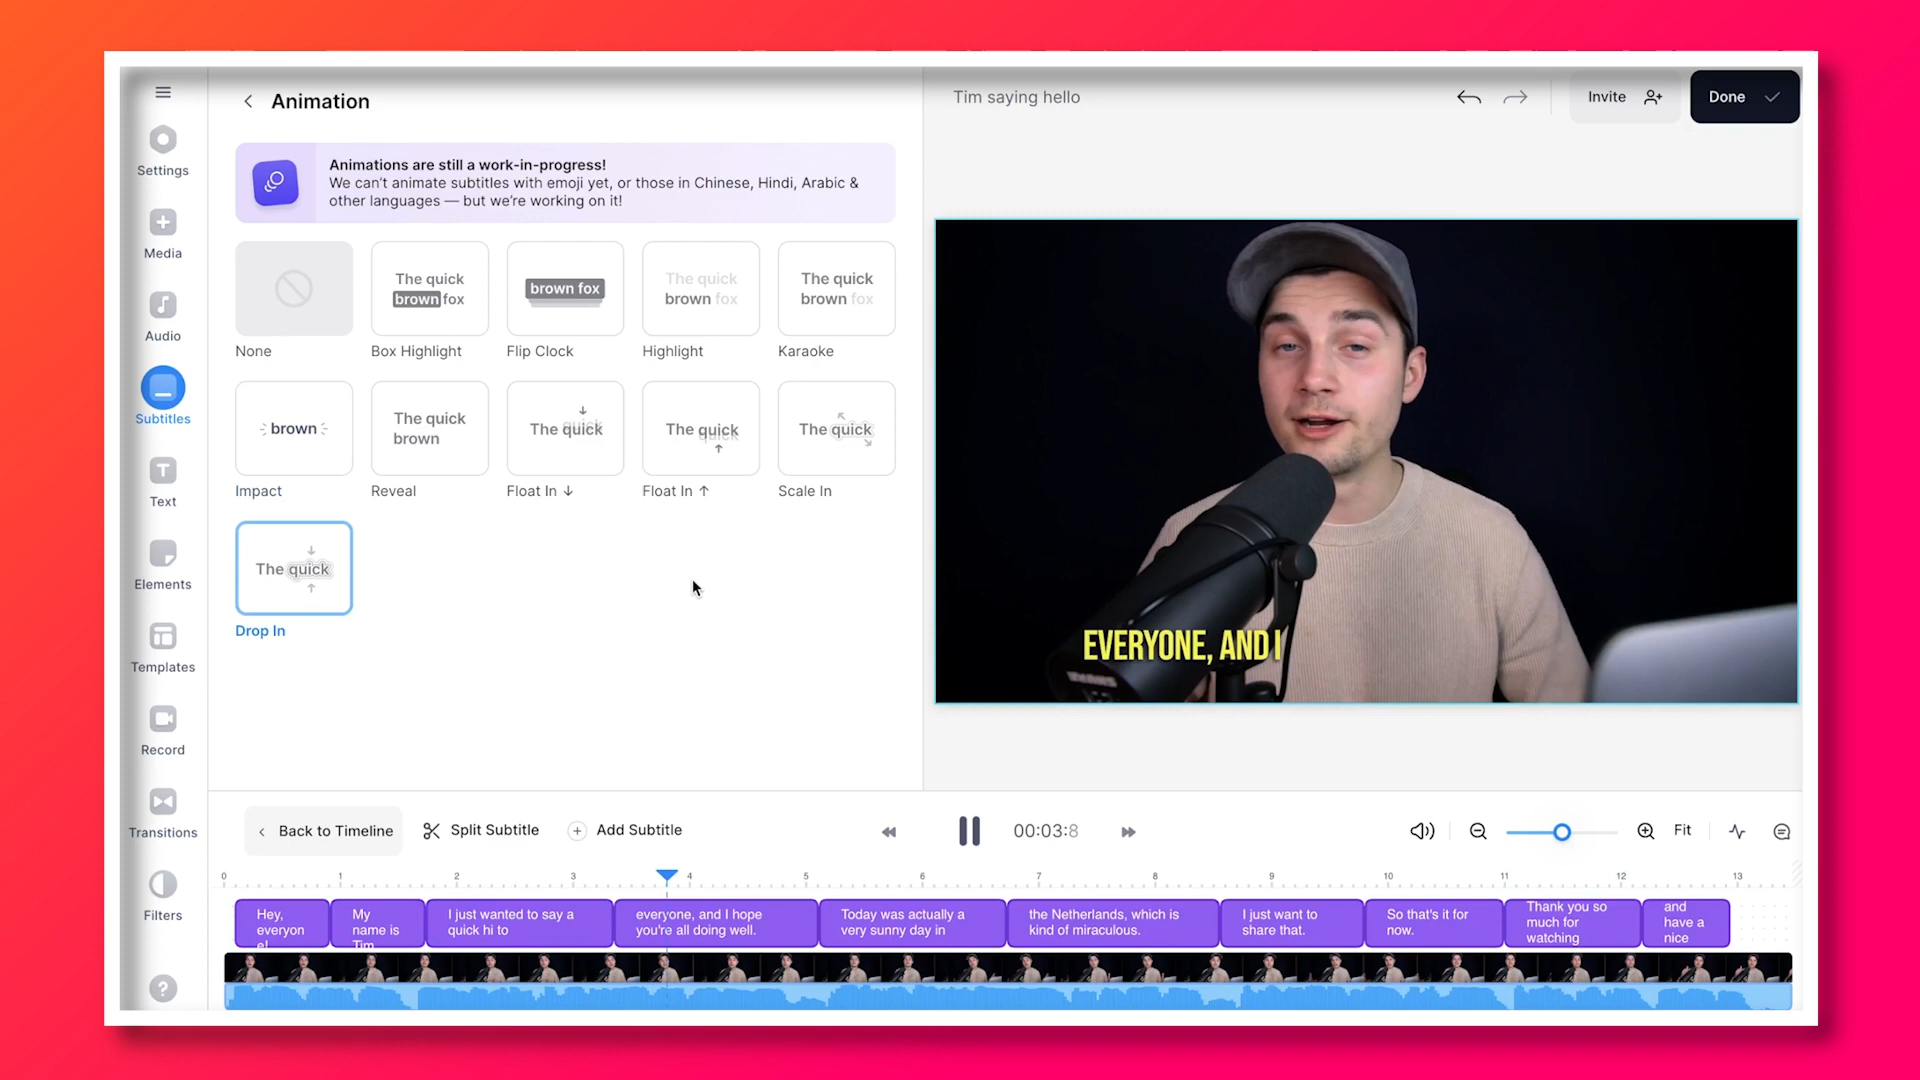 Settings
Media
Audio
Subtitles
Text
Elements
Templates
Record
Transitions
Filters
?
Animation
Animations are still a work-in-progress!
We can't animate subtitles with emoji yet, or those in Chinese, Hindi, Arabic &
other languages — but we're working on it!
None
The quick
brown fox
Box Highlight
brown fox
Flip Clock
The quick
brown fox
Highlight
The quick
brown fox
Karaoke
brown
Impact
The quick
brown
Reveal
The quick
Float In ↓
The quick
Float In ↑
The quick
Scale In
The quick
Drop In
Tim saying hello
Invite
Done
EVERYONE, AND I
Back to Timeline
Split Subtitle
Add Subtitle
00:03:8
Fit
0 1 2 3 4 5 6 7 8 9 10 11 12 13
Hey,
everyon
e!
My
name is
Tim
I just wanted to say a
quick hi to
everyone, and I hope
you're all doing well.
Today was actually a
very sunny day in
the Netherlands, which is
kind of miraculous.
I just want to
share that.
So that's it for
now.
Thank you so
much for
watching
and
have a
nice